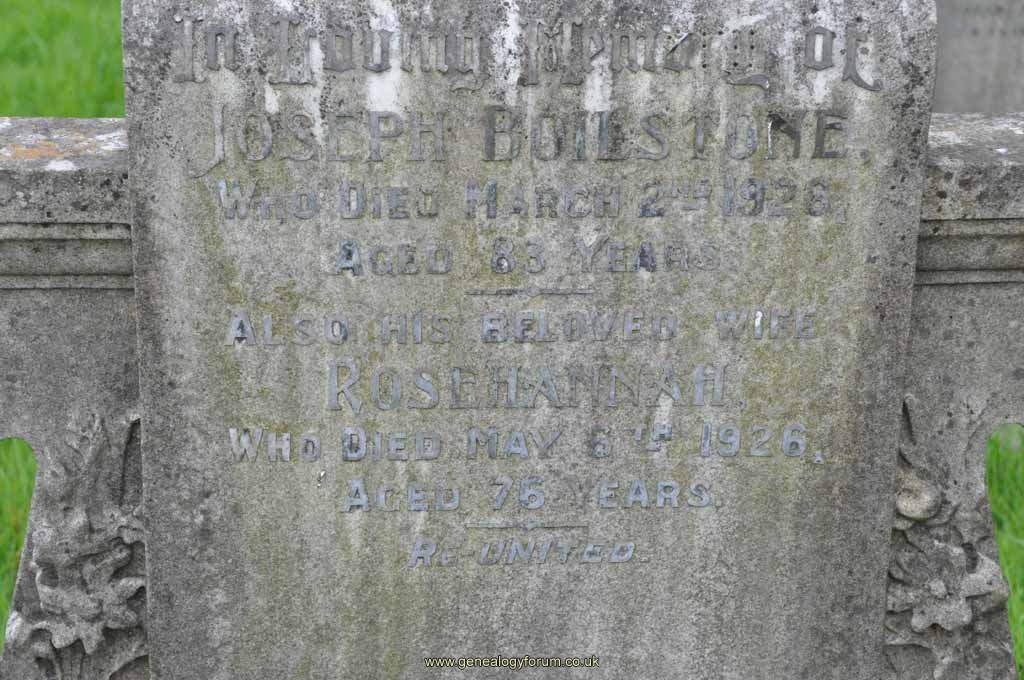 In Loving Memory of
JOSEPH BOILSTONE,
WHO DIED MARCH 2ND 1926,
AGED 83 YEARS.
ALSO HIS BELOVED WIFE
ROSEHANNAH,
WHO DIED MAY 6TH 1926,
AGED 75 YEARS.
RE-UNITED.
www.genealogyforum.co.uk